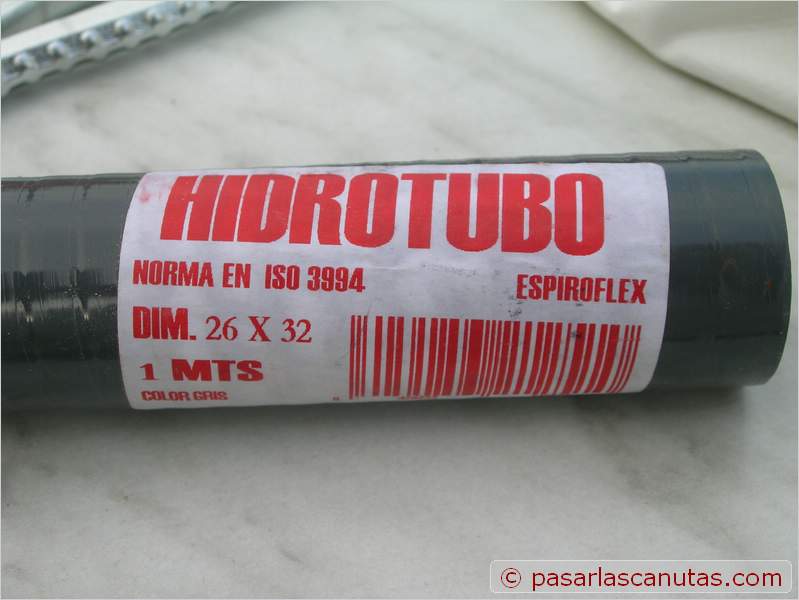 HIDROTUBO
NORMA EN ISO 3994
ESPIROFLEX
DIM. 26 X 32
1 MTS
COLOR GRIS
© pasarlascanutas.com